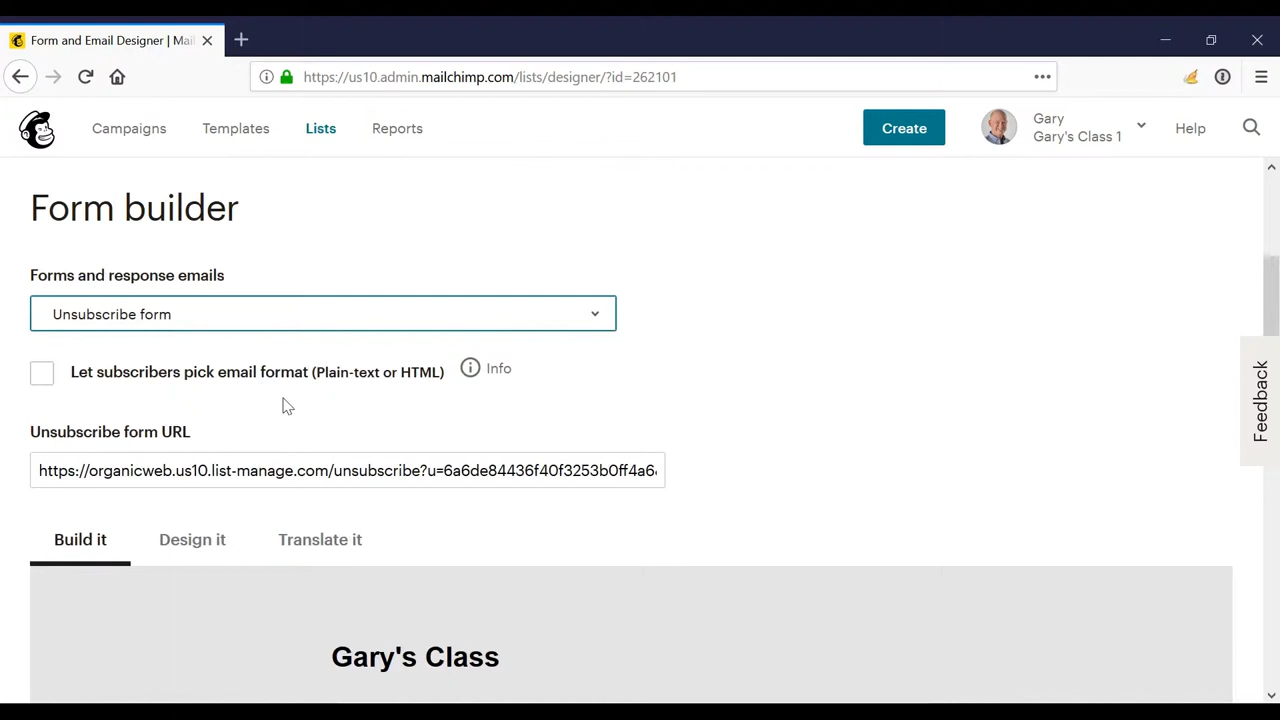 Form and Email Designer | Mail
https://us10.admin.mailchimp.com/lists/designer/?id=262101
Campaigns
Templates
Lists
Reports
Create
Gary
Gary's Class 1
Help
Form builder
Forms and response emails
Unsubscribe form
Let subscribers pick email format (Plain-text or HTML)
Info
Unsubscribe form URL
https://organicweb.us10.list-manage.com/unsubscribe?u=6a6de84436f40f3253b0ff4a6
Build it
Design it
Translate it
Gary's Class
Feedback